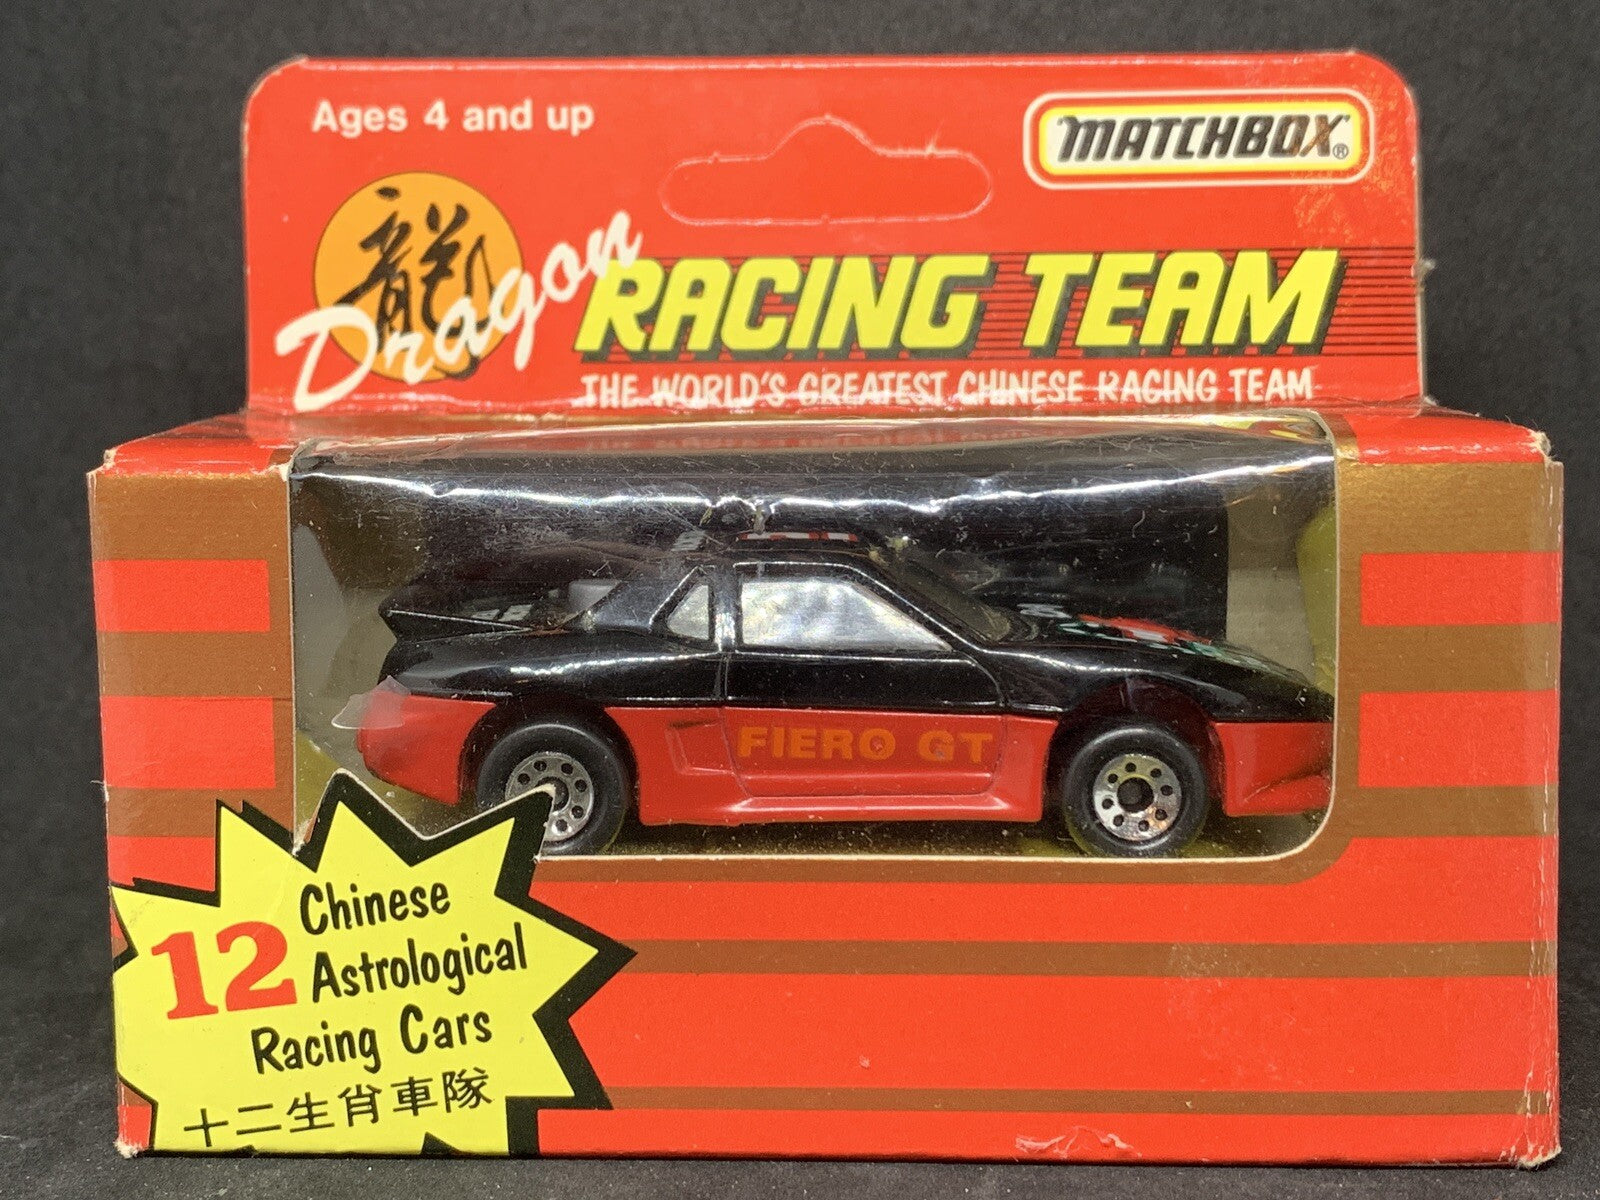 Ages 4 and up
MATCHBOX®
龍
Dragon
RACING TEAM
THE WORLD'S GREATEST CHINESE RACING TEAM
FIERO GT
12 Chinese
Astrological
Racing Cars
十二生肖車隊